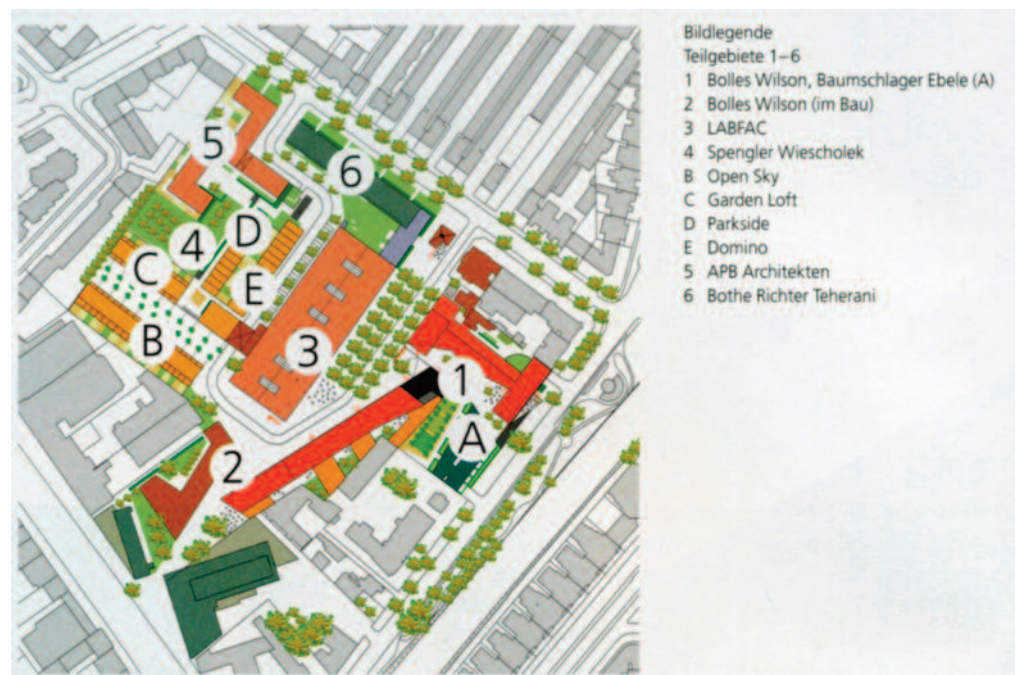 Bildlegende
Teilgebiete 1–6
1 Bolles Wilson, Baumschlager Ebele (A)
2 Bolles Wilson (im Bau)
3 LABFAC
4 Spengler Wiescholek
B Open Sky
C Garden Loft
D Parkside
E Domino
5 APB Architekten
6 Bothe Richter Teherani
5
6
4
D
C
E
B
3
1
A
2